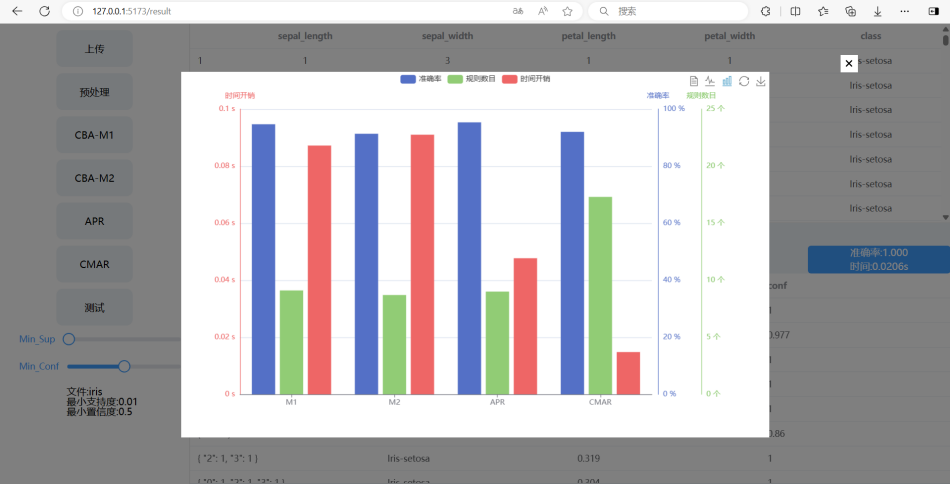 127.0.0.1:5173/result
搜索
上传
预处理
CBA-M1
CBA-M2
APR
CMAR
测试
Min_Sup
Min_Conf
文件:iris
最小支持度:0.01
最小置信度:0.5
sepal_length sepal_width petal_length petal_width class
1 1 3 1 1 Iris-setosa
Iris-setosa
Iris-setosa
Iris-setosa
Iris-setosa
Iris-setosa
Iris-setosa
准确率 规则数目 时间开销
时间开销 准确率 规则数目
0.1 s 100 % 25 个
0.08 s 80 % 20 个
0.06 s 60 % 15 个
0.04 s 40 % 10 个
0.02 s 20 % 5 个
0 s 0 % 0 个
M1 M2 APR CMAR
准确率:1.000
时间:0.0206s
conf
1
0.977
1
1
1
0.86
{ "2": 1, "3": 1 } Iris-setosa 0.319 1
{ "0": 1, "2": 1, "3": 1 } Iris-setosa 0.304 1